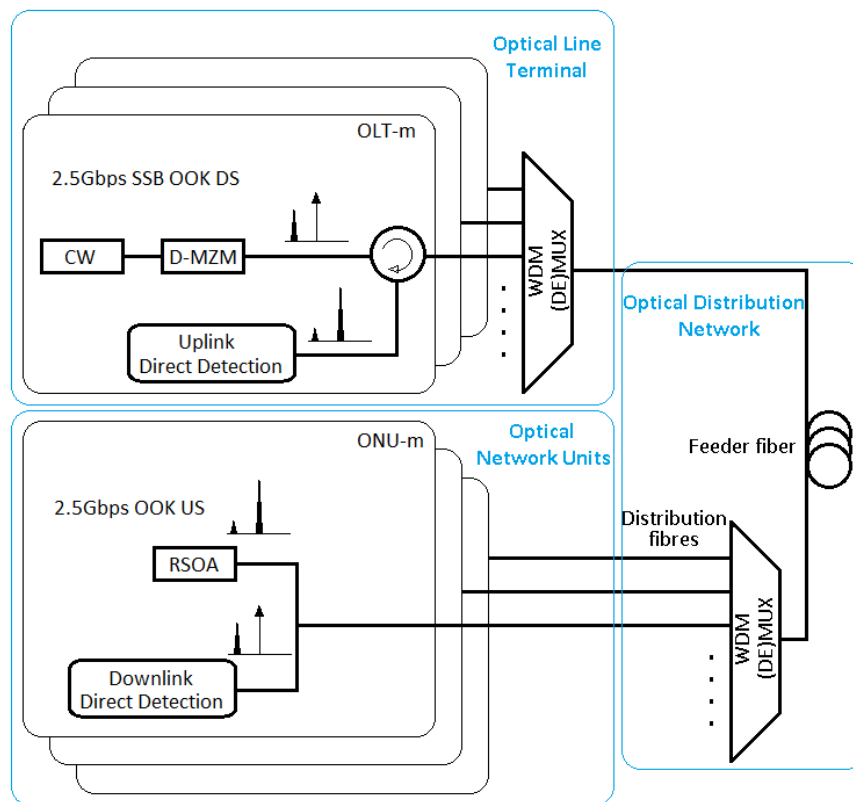 Optical Line
Terminal
OLT-m
2.5Gbps SSB OOK DS
CW
D-MZM
WDM
(DE)MUX
Uplink
Direct Detection
Optical Distribution
Network
ONU-m
Optical
Network Units
Feeder fiber
2.5Gbps OOK US
Distribution
fibres
RSOA
WDM
(DE)MUX
Downlink
Direct Detection